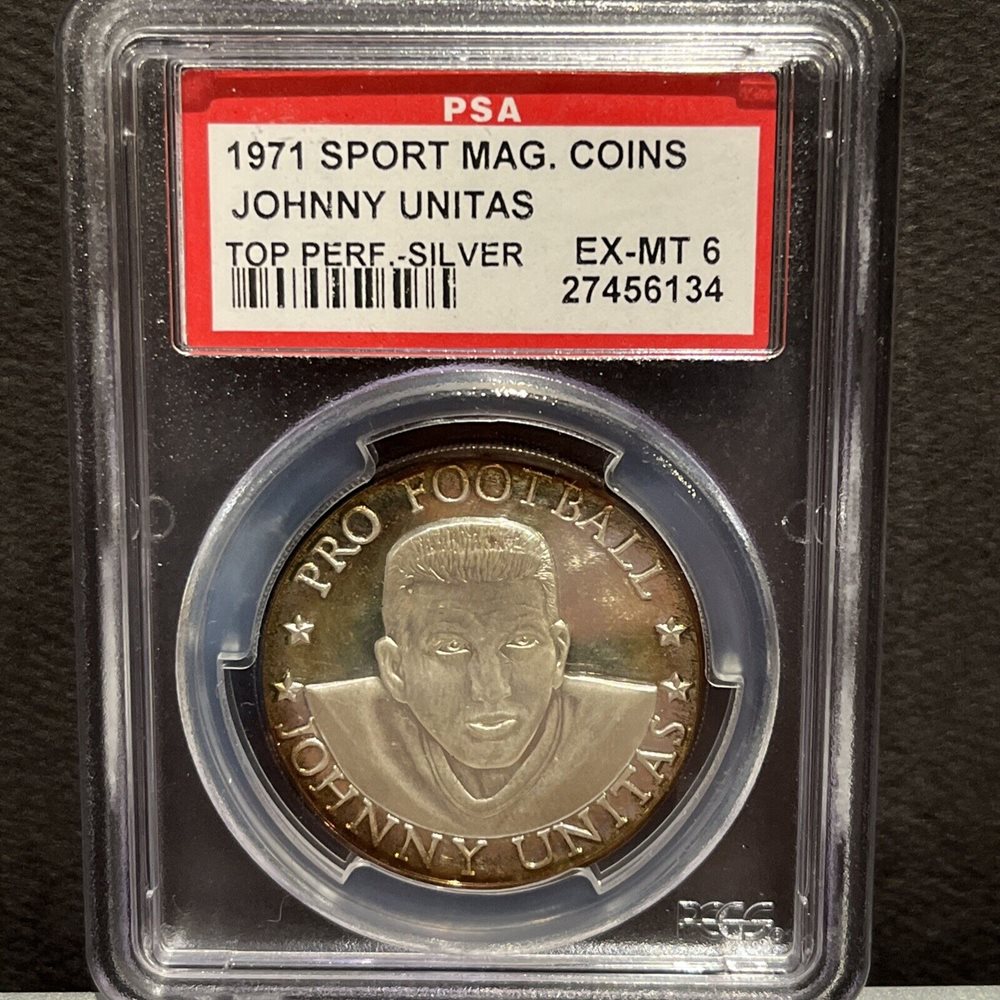 PSA
1971 SPORT MAG. COINS
JOHNNY UNITAS
TOP PERF.-SILVER EX-MT 6
27456134
PRO FOOTBALL
JOHNNY UNITAS
PCGS®